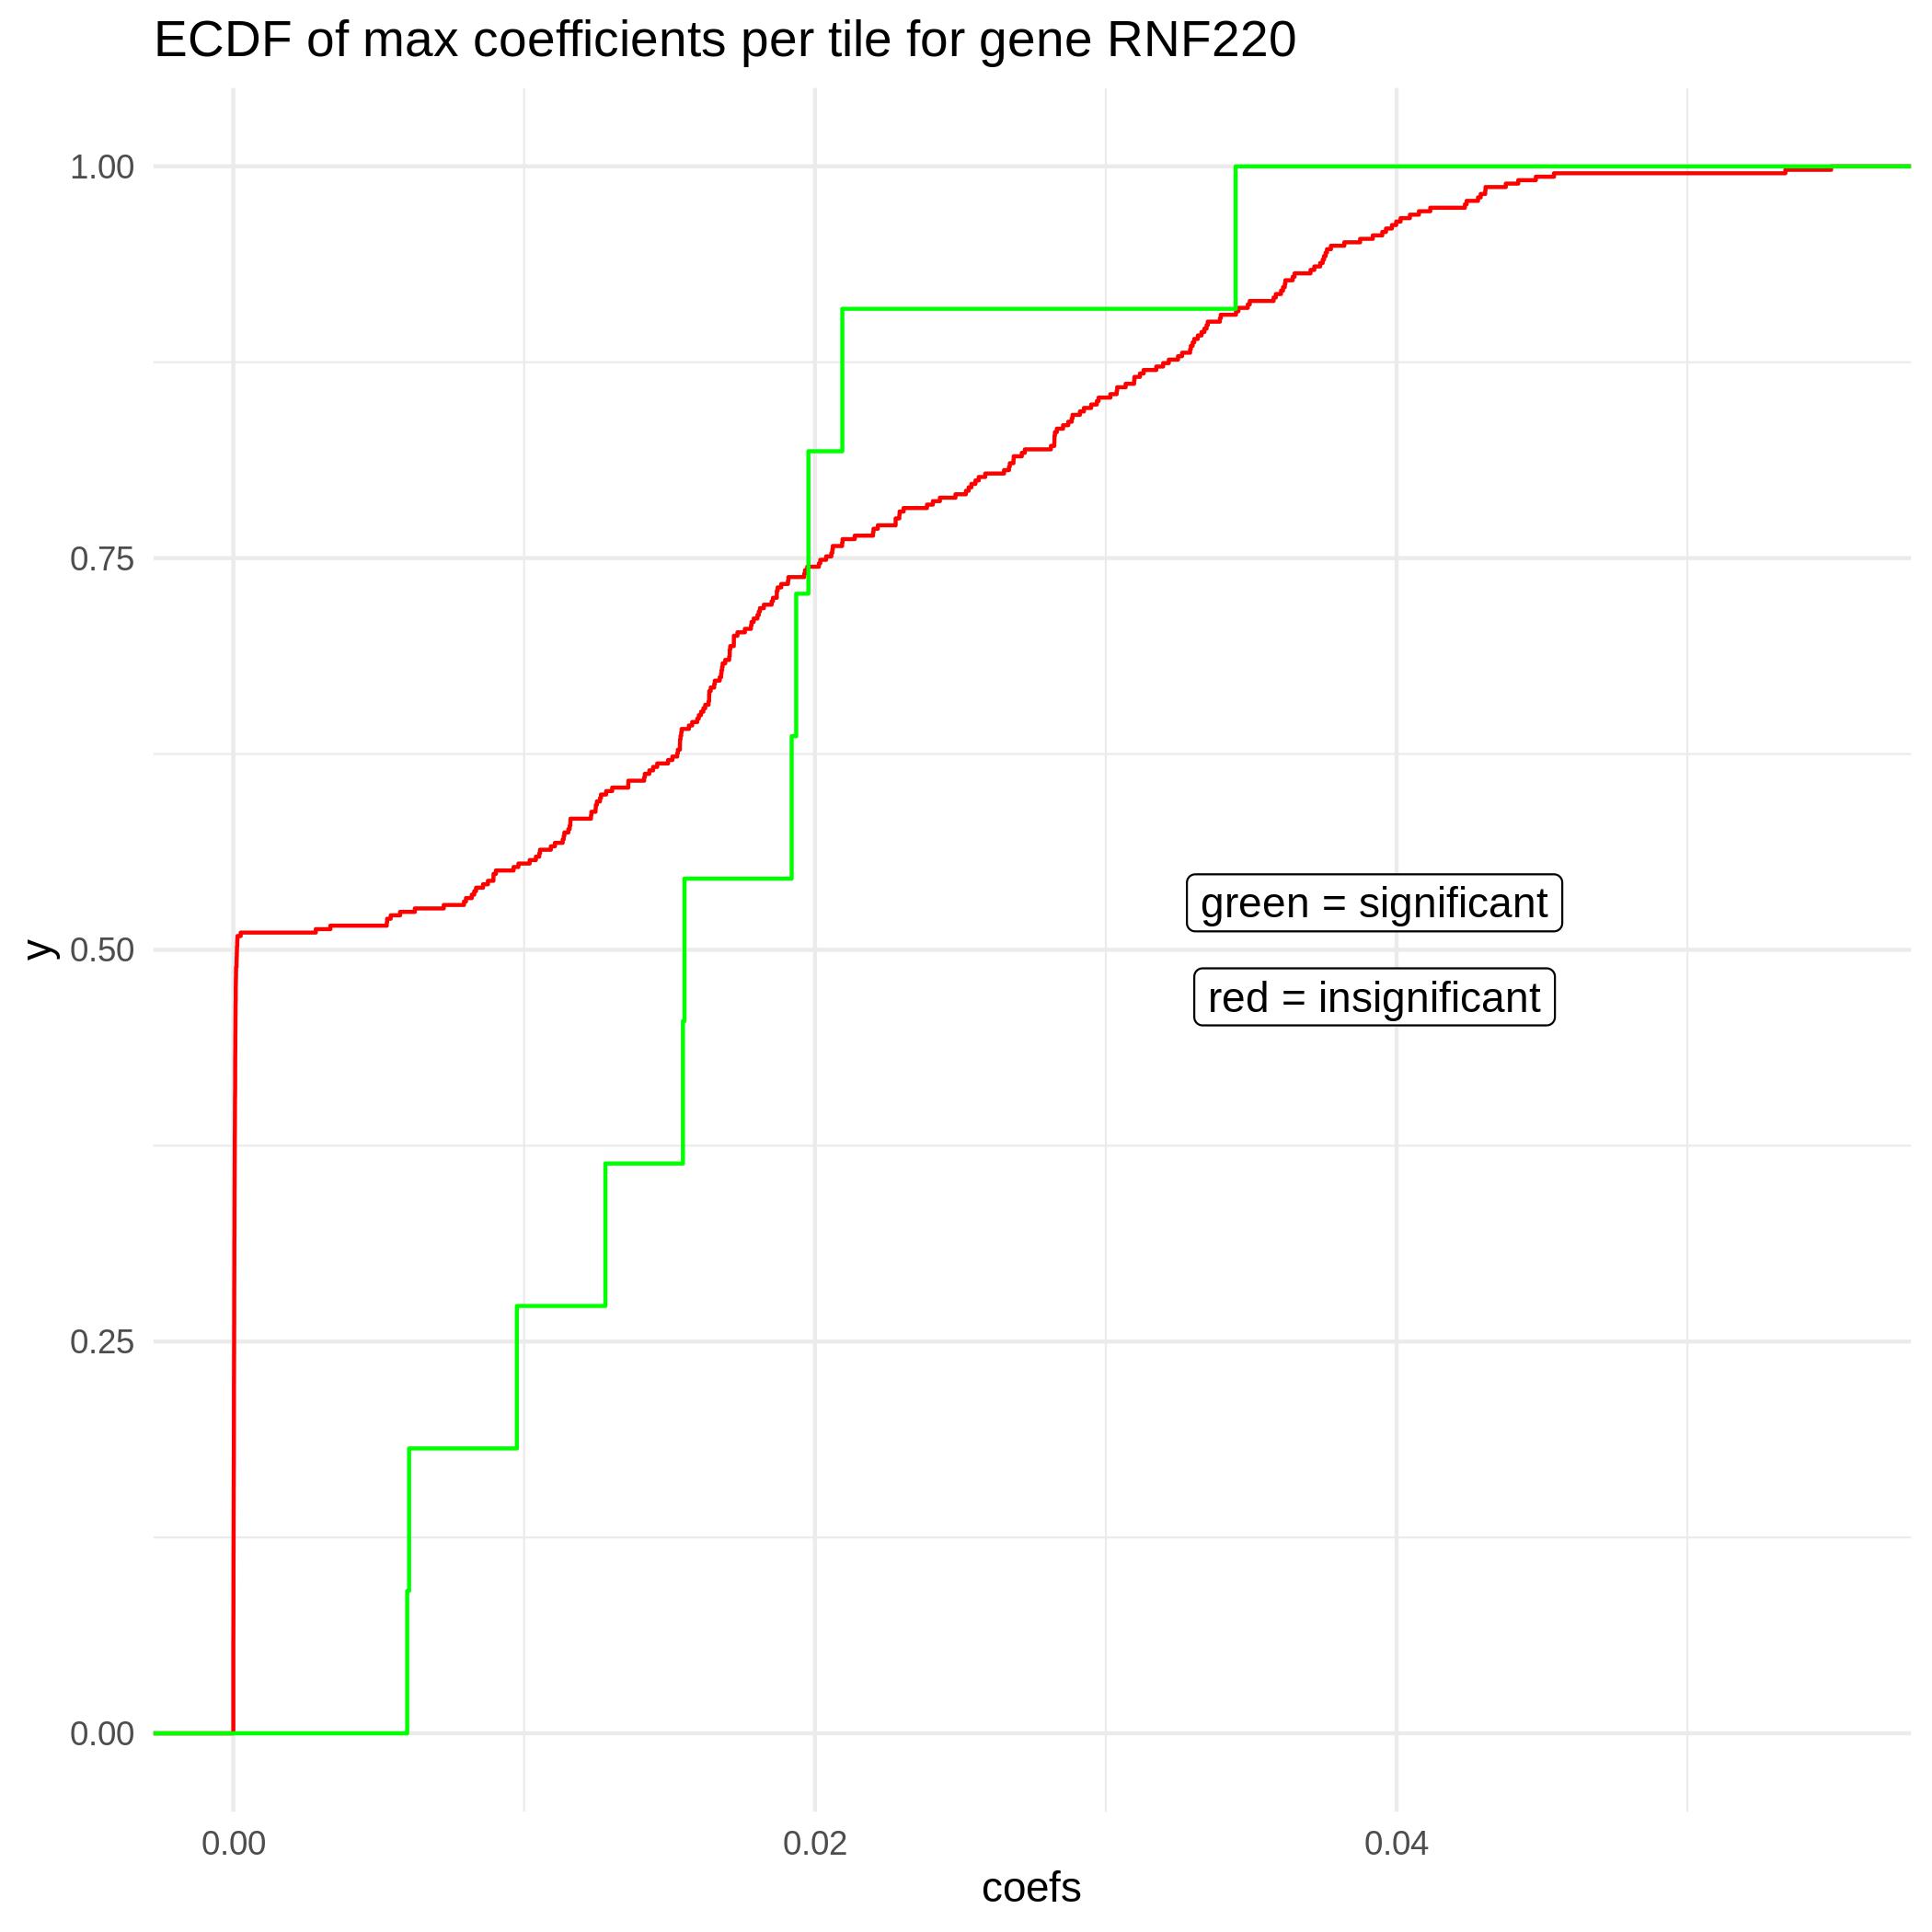 ECDF of max coefficients per tile for gene RNF220
1.00
0.75
y
0.50
0.25
0.00
green = significant
red = insignificant
0.00 0.02 0.04
coefs